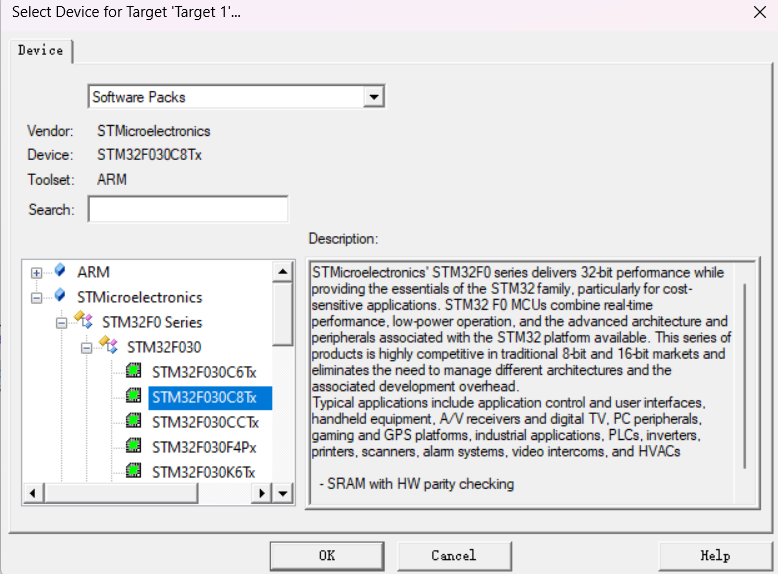 Select Device for Target 'Target 1'...
Device
Software Packs
Vendor: STMicroelectronics
Device: STM32F030C8Tx
Toolset: ARM
Search:
ARM
STMicroelectronics
STM32F0 Series
STM32F030
STM32F030C6Tx
STM32F030C8Tx
STM32F030CCTx
STM32F030F4Px
STM32F030K6Tx
Description:
STMicroelectronics' STM32F0 series delivers 32-bit performance while
providing the essentials of the STM32 family, particularly for cost-
sensitive applications. STM32 F0 MCUs combine real-time
performance, low-power operation, and the advanced architecture and
peripherals associated with the STM32 platform available. This series of
products is highly competitive in traditional 8-bit and 16-bit markets and
eliminates the need to manage different architectures and the
associated development overhead.
Typical applications include application control and user interfaces,
handheld equipment, A/V receivers and digital TV, PC peripherals,
gaming and GPS platforms, industrial applications, PLCs, inverters,
printers, scanners, alarm systems, video intercoms, and HVACs
- SRAM with HW parity checking
OK
Cancel
Help